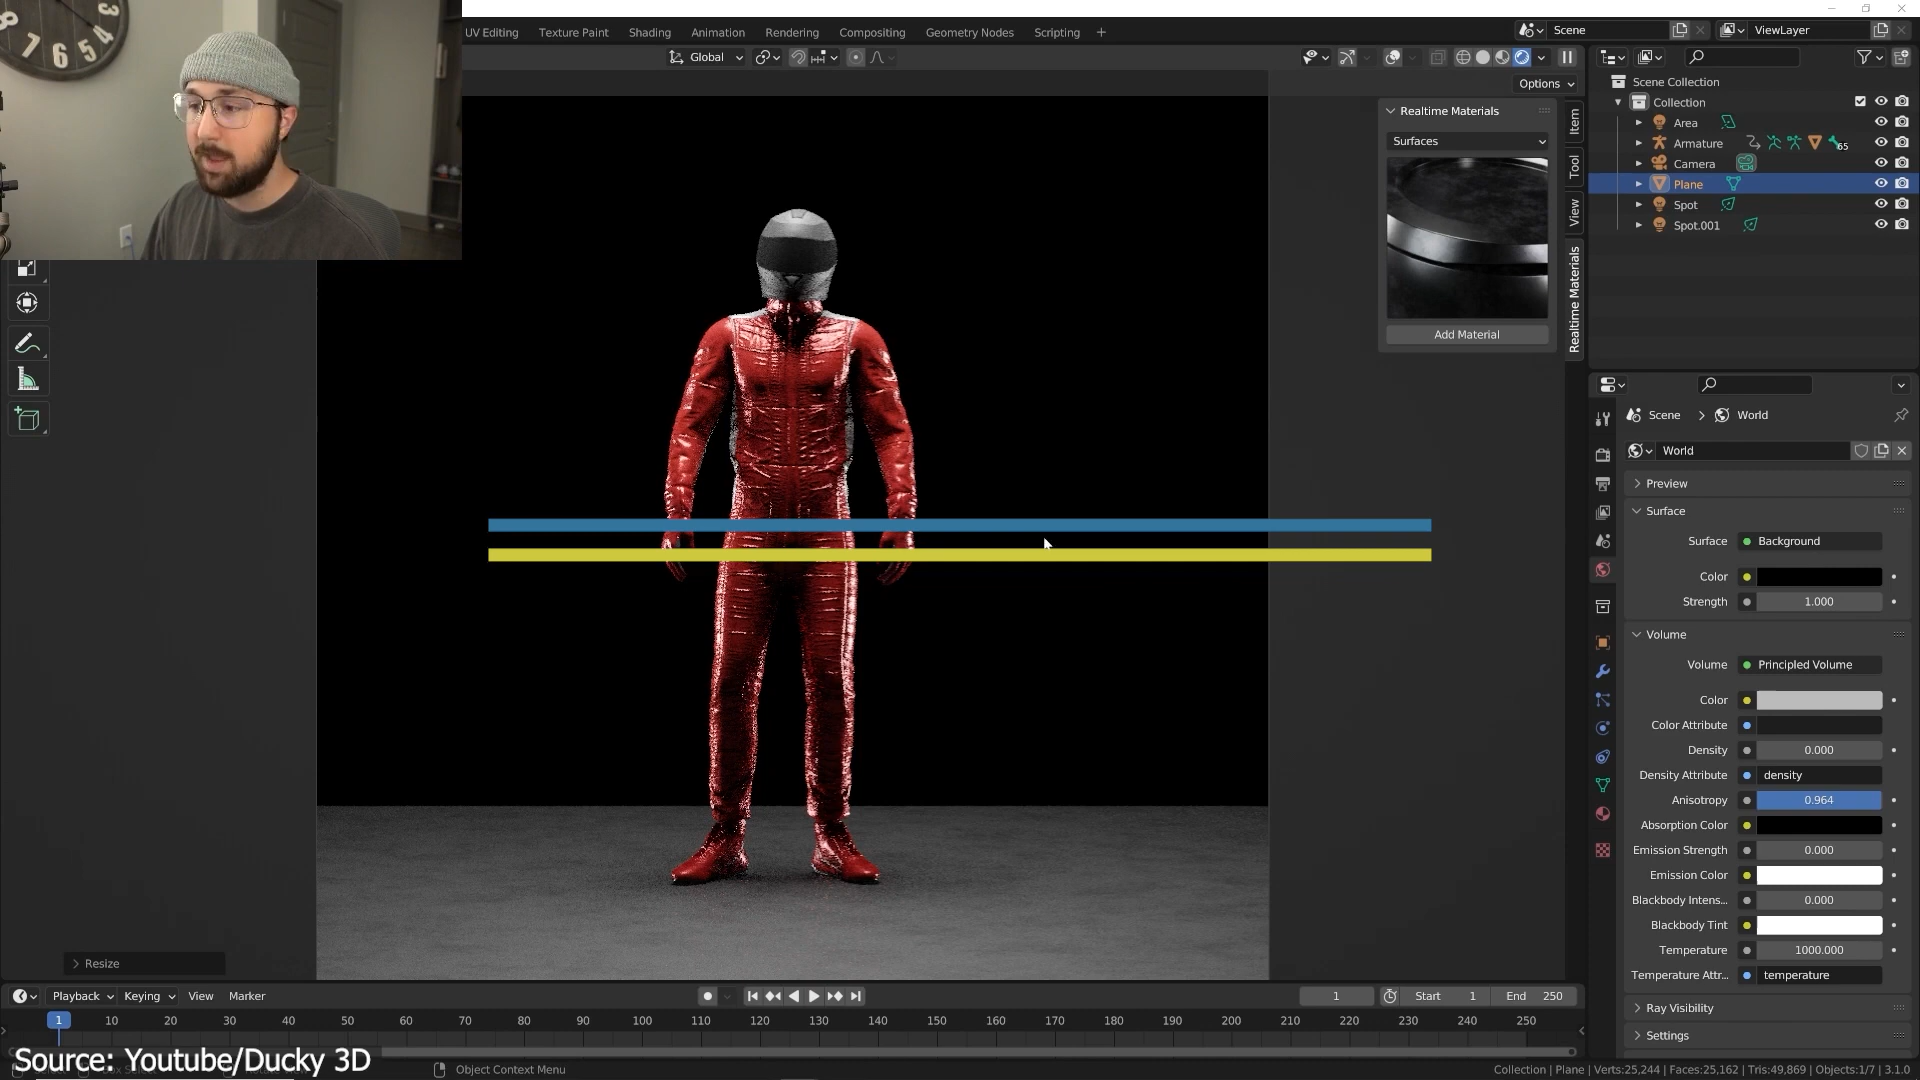 UV Editing Texture Paint Shading Animation Rendering Compositing Geometry Nodes Scripting +
Scene
ViewLayer
Global
Options
Realtime Materials
Surfaces
Add Material
Item
Tool
View
Realtime Materials
Scene Collection
Collection
Area
Armature
65
Camera
Plane
Spot
Spot.001
Scene > World
World
Preview
Surface
Surface Background
Color
Strength 1.000
Volume
Volume Principled Volume
Color
Color Attribute
Density 0.000
Density Attribute density
Anisotropy 0.964
Absorption Color
Emission Strength 0.000
Emission Color
Blackbody Intens... 0.000
Blackbody Tint
Temperature 1000.000
Temperature Attr... temperature
Ray Visibility
Settings
Resize
Playback Keying View Marker
1 Start 1 End 250
1 10 20 30 40 50 60 70 80 90 100 110 120 130 140 150 160 170 180 190 200 210 220 230 240 250
Source: Youtube/Ducky 3D
Object Context Menu
Collection | Plane | Verts:25,244 | Faces:25,162 | Tris:49,869 | Objects:1/7 | 3.1.0